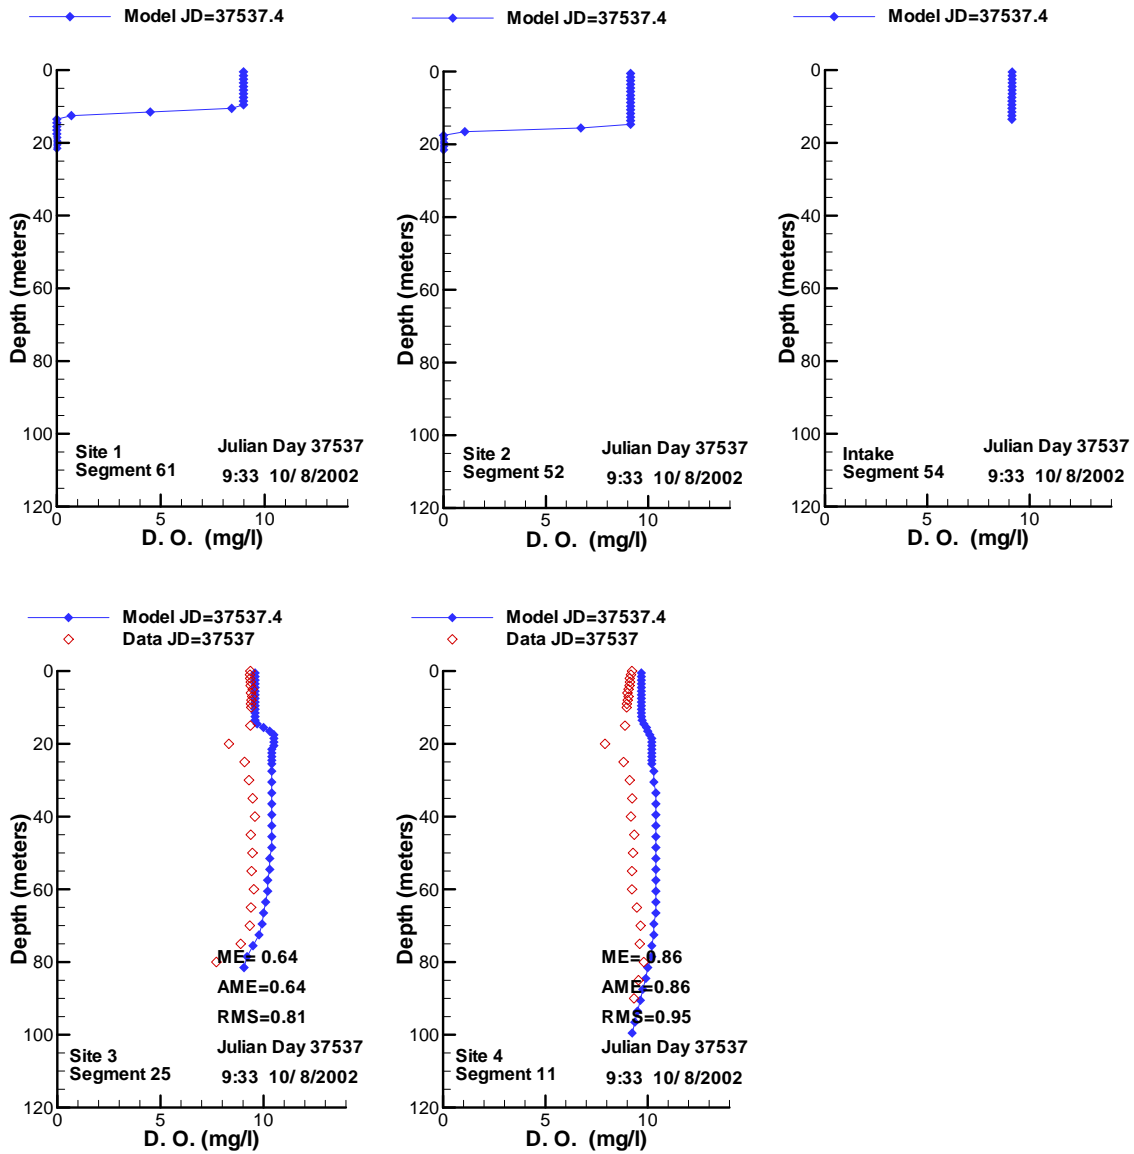 Model JD=37537.4
0
20
40
60
80
100
120
Depth (meters)
Site 1
Segment 61
Julian Day 37537
9:33 10/ 8/2002
0 5 10
D. O. (mg/l)
Model JD=37537.4
0
20
40
60
80
100
120
Depth (meters)
Site 2
Segment 52
Julian Day 37537
9:33 10/ 8/2002
0 5 10
D. O. (mg/l)
Model JD=37537.4
0
20
40
60
80
100
120
Depth (meters)
Intake
Segment 54
Julian Day 37537
9:33 10/ 8/2002
0 5 10
D. O. (mg/l)
Model JD=37537.4
Data JD=37537
0
20
40
60
80
100
120
Depth (meters)
ME= 0.64
AME=0.64
RMS=0.81
Site 3
Segment 25
Julian Day 37537
9:33 10/ 8/2002
0 5 10
D. O. (mg/l)
Model JD=37537.4
Data JD=37537
0
20
40
60
80
100
120
Depth (meters)
ME= 0.86
AME=0.86
RMS=0.95
Site 4
Segment 11
Julian Day 37537
9:33 10/ 8/2002
0 5 10
D. O. (mg/l)